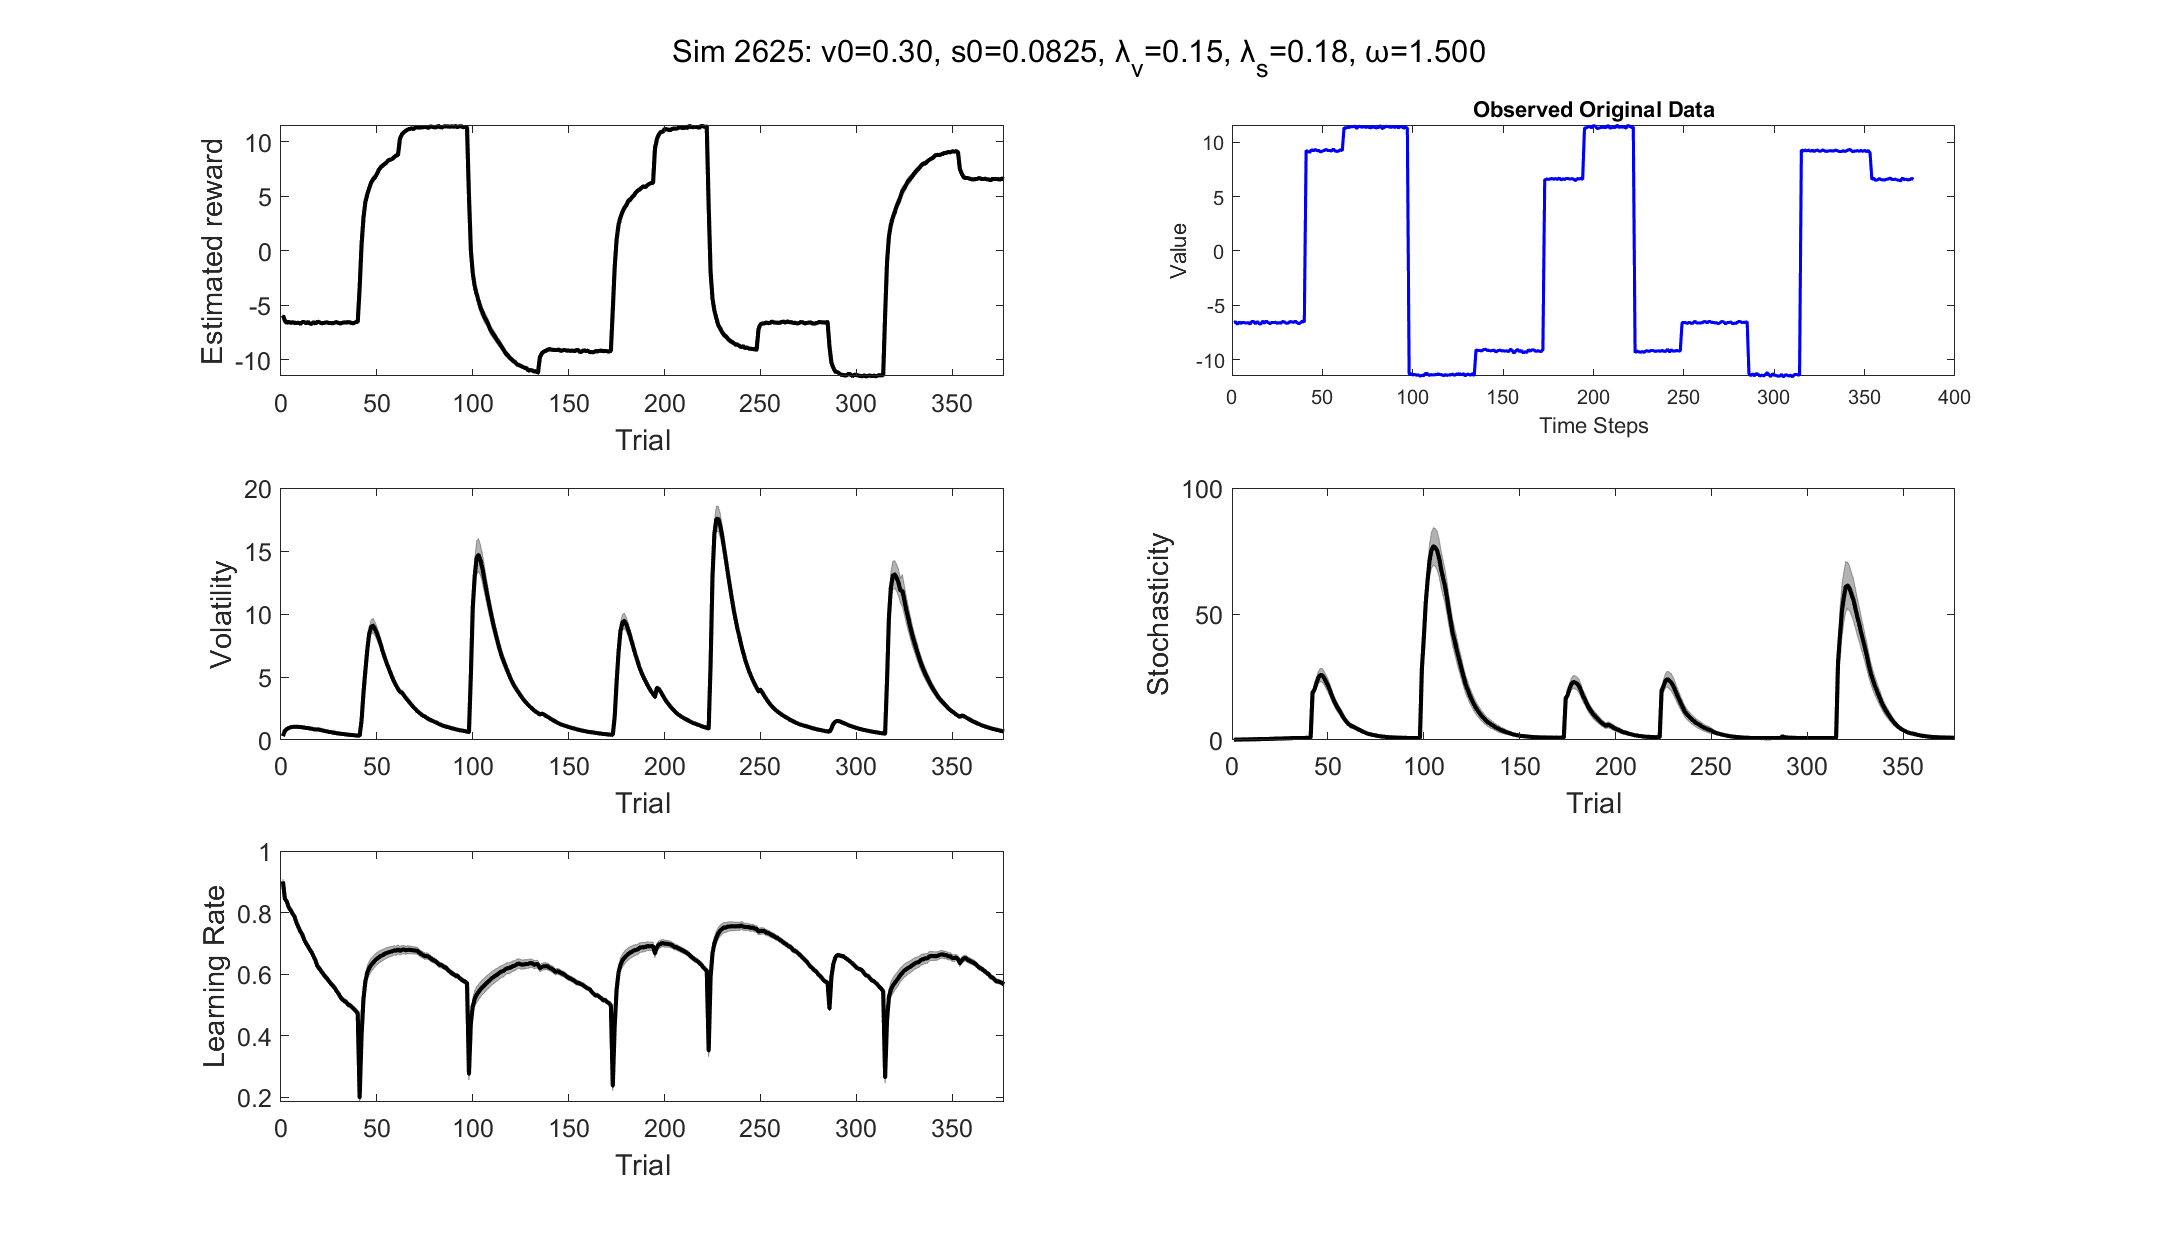 Sim 2625: v0=0.30, s0=0.0825, λ_v=0.15, λ_s=0.18, ω=1.500
Estimated reward
10
5
0
-5
-10
0 50 100 150 200 250 300 350
Trial
Observed Original Data
Value
10
5
0
-5
-10
0 50 100 150 200 250 300 350 400
Time Steps
Volatility
20
15
10
5
0
0 50 100 150 200 250 300 350
Trial
Stochasticity
100
50
0
0 50 100 150 200 250 300 350
Trial
Learning Rate
1
0.8
0.6
0.4
0.2
0 50 100 150 200 250 300 350
Trial